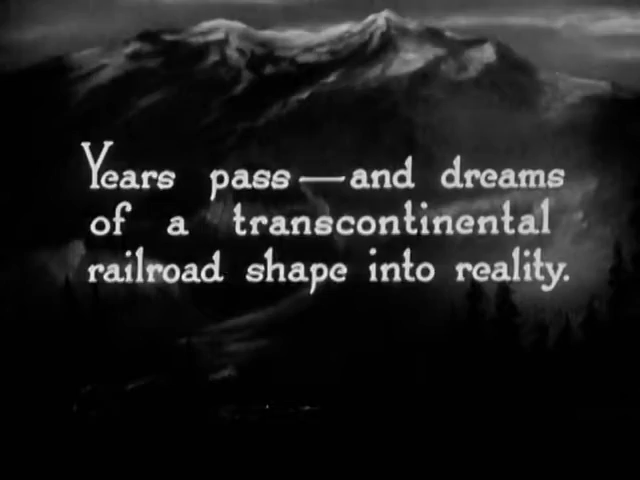 Years pass—and dreams
of a transcontinental
railroad shape into reality.